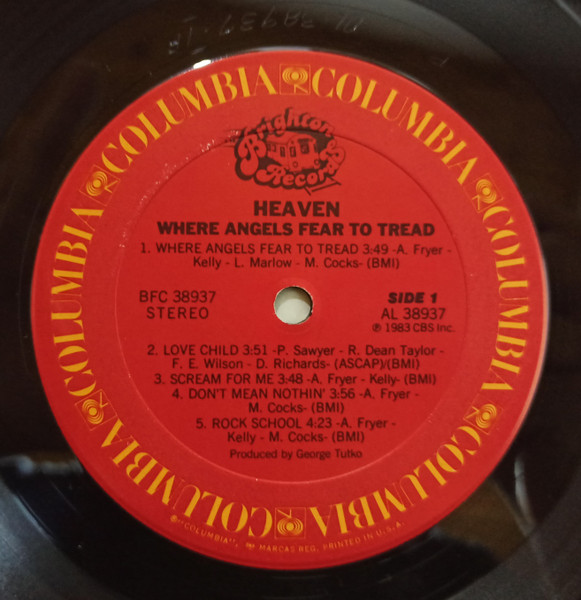 COLUMBIA COLUMBIA COLUMBIA COLUMBIA COLUMBIA COLUMBIA
Brighton
Records
HEAVEN
WHERE ANGELS FEAR TO TREAD
1. WHERE ANGELS FEAR TO TREAD 3:49 -A. Fryer -
Kelly - L. Marlow - M. Cocks- (BMI)
BFC 38937
STEREO
SIDE 1
AL 38937
℗ 1983 CBS Inc.
2. LOVE CHILD 3:51 -P. Sawyer - R. Dean Taylor -
F. E. Wilson - D. Richards- (ASCAP)/(BMI)
3. SCREAM FOR ME 3:48 -A. Fryer - Kelly- (BMI)
4. DON'T MEAN NOTHIN' 3:56 -A. Fryer -
M. Cocks- (BMI)
5. ROCK SCHOOL 4:23 -A. Fryer -
Kelly - M. Cocks- (BMI)
Produced by George Tutko
"COLUMBIA", MARCAS REG. PRINTED IN U.S.A.